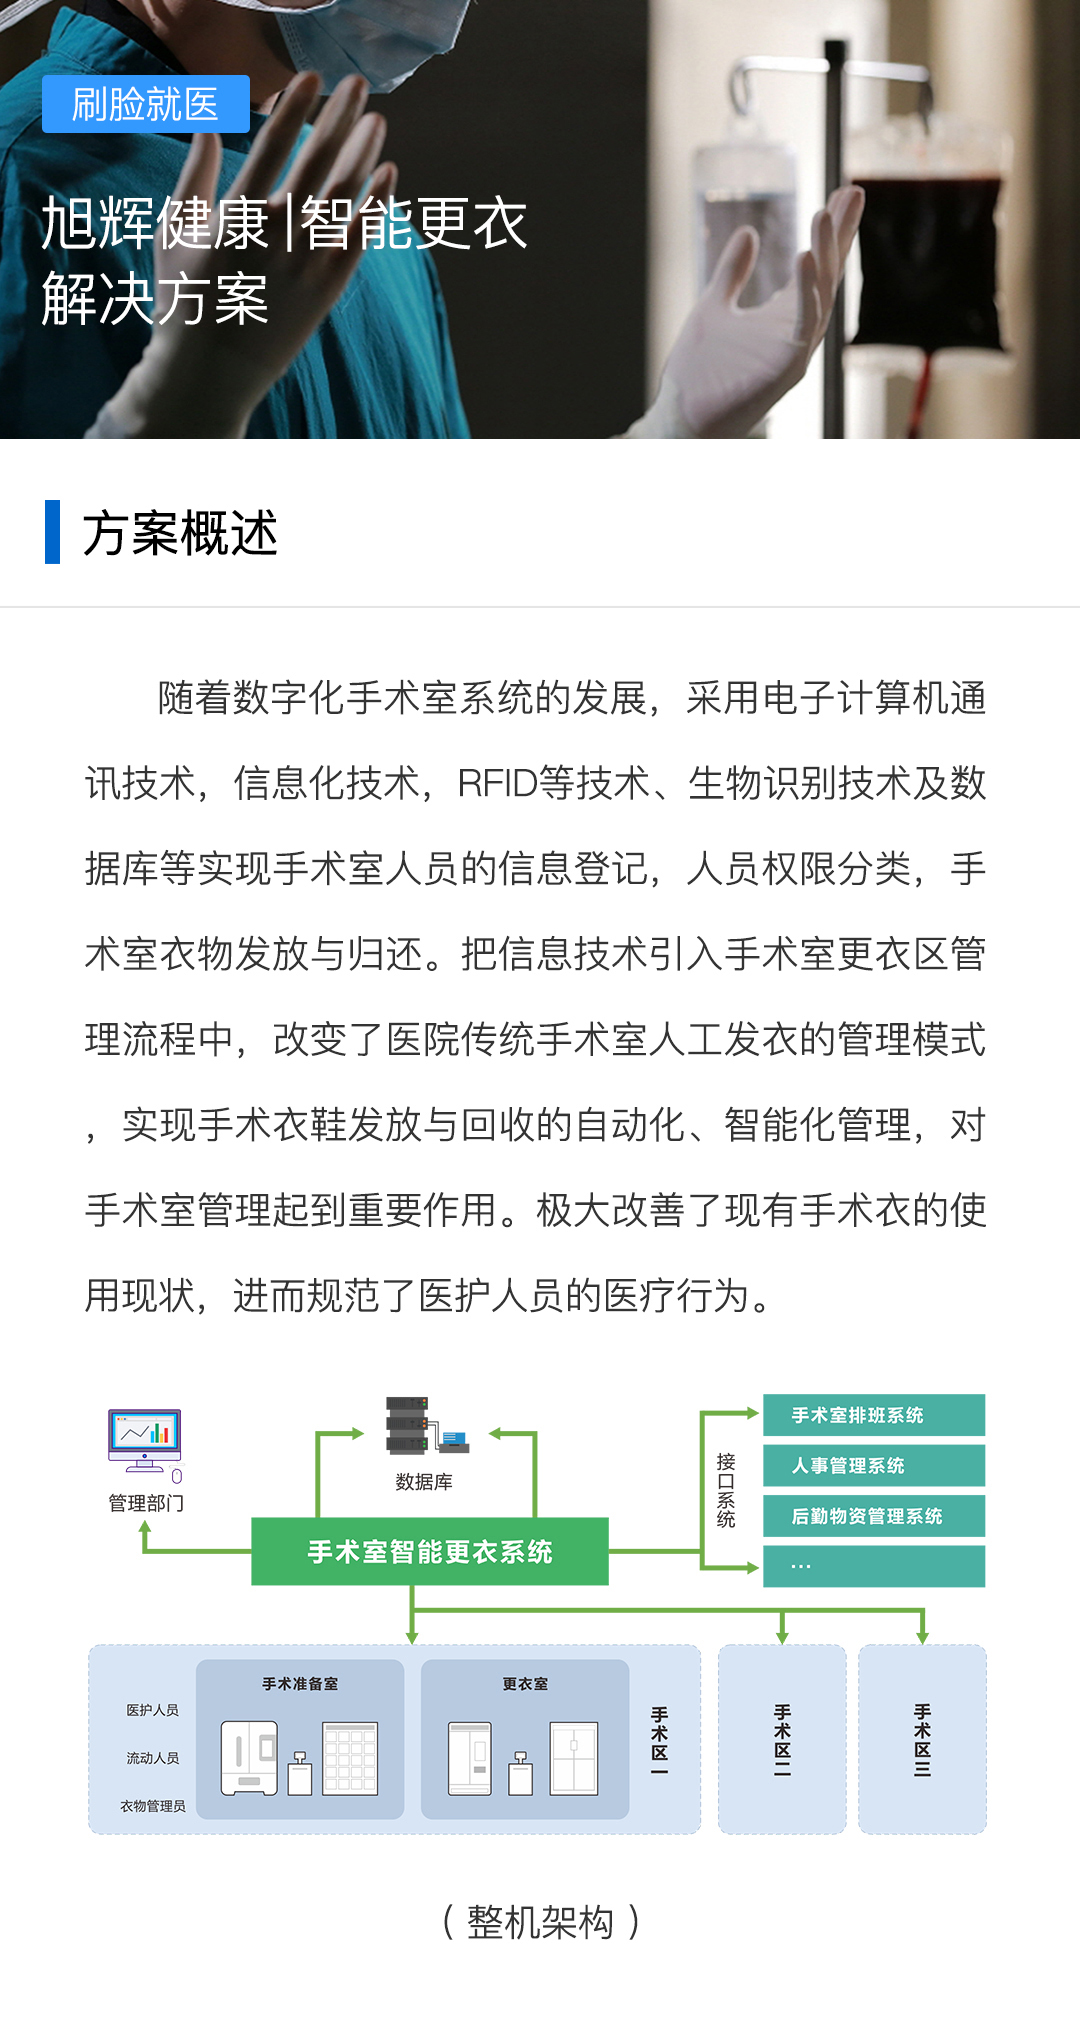 刷脸就医
旭辉健康|智能更衣
解决方案
方案概述
随着数字化手术室系统的发展，采用电子计算机通
讯技术，信息化技术，RFID等技术、生物识别技术及数
据库等实现手术室人员的信息登记，人员权限分类，手
术室衣物发放与归还。把信息技术引入手术室更衣区管
理流程中，改变了医院传统手术室人工发衣的管理模式
，实现手术衣鞋发放与回收的自动化、智能化管理，对
手术室管理起到重要作用。极大改善了现有手术衣的使
用现状，进而规范了医护人员的医疗行为。
管理部门
数据库
手术室智能更衣系统
接口系统
手术室排班系统
人事管理系统
后勤物资管理系统
...
医护人员
流动人员
衣物管理员
手术准备室
更衣室
手术区一
手术区二
手术区三
（ 整机架构 ）